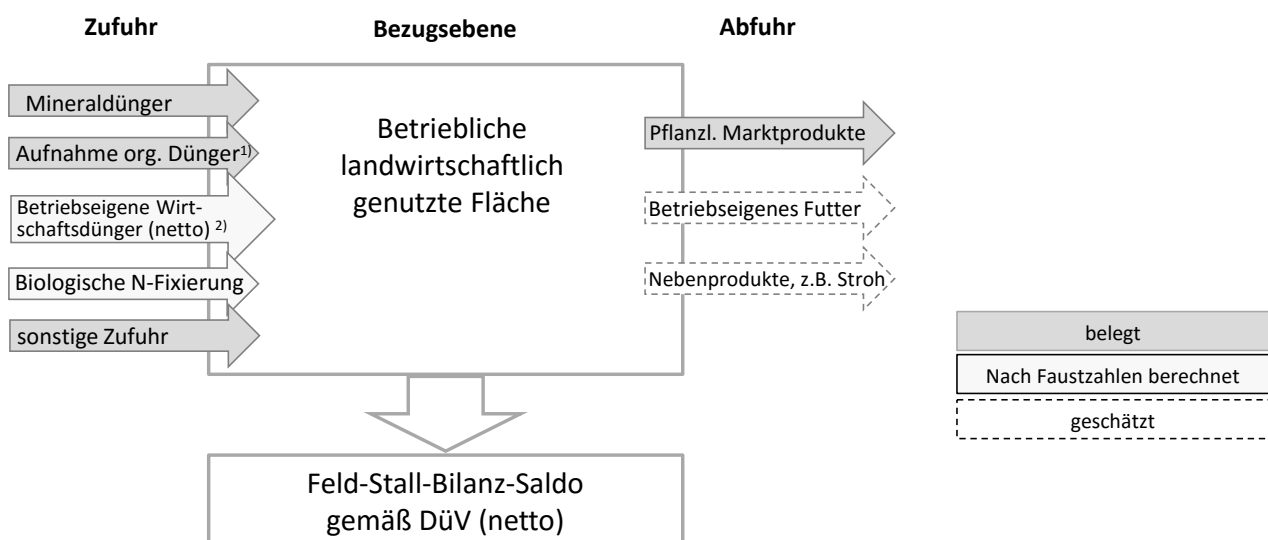 Zufuhr
Bezugsebene
Abfuhr
Mineraldünger
Aufnahme org. Dünger1)
Betriebseigene Wirt-
schaftsdünger (netto) 2)
Biologische N-Fixierung
sonstige Zufuhr
Betriebliche
landwirtschaftlich
genutzte Fläche
Pflanzl. Marktprodukte
Betriebseigenes Futter
Nebenprodukte, z.B. Stroh
belegt
Nach Faustzahlen berechnet
geschätzt
Feld-Stall-Bilanz-Saldo
gemäß DüV (netto)